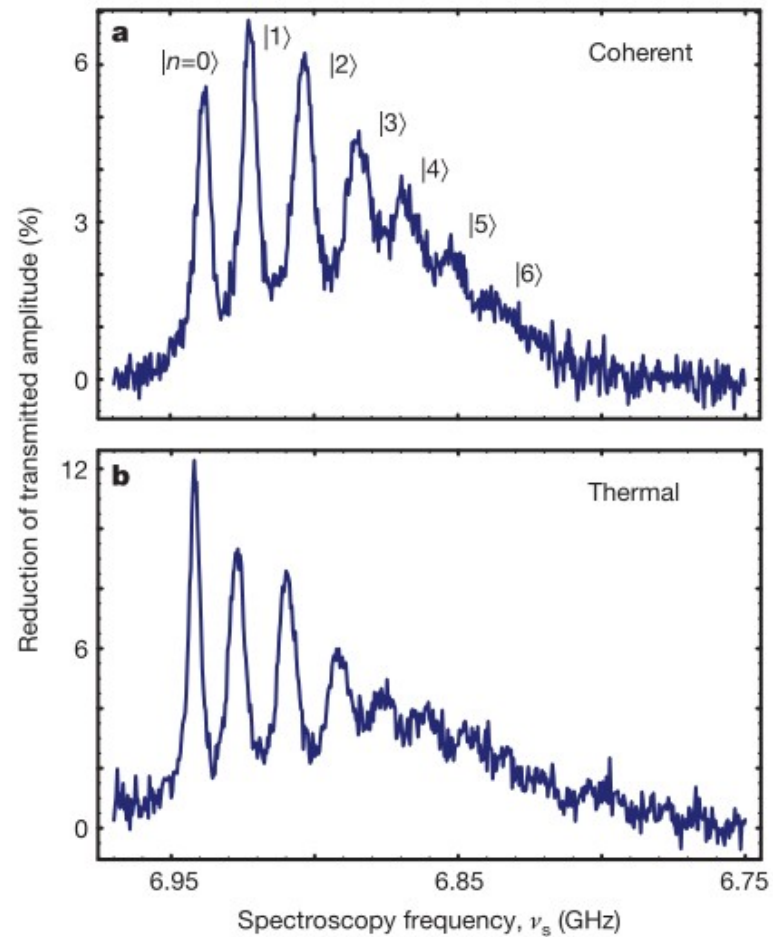 a
Coherent
|n=0⟩
|1⟩
|2⟩
|3⟩
|4⟩
|5⟩
|6⟩
6
3
0
b
Thermal
12
6
0
Reduction of transmitted amplitude (%)
6.95
6.85
6.75
Spectroscopy frequency, νs (GHz)